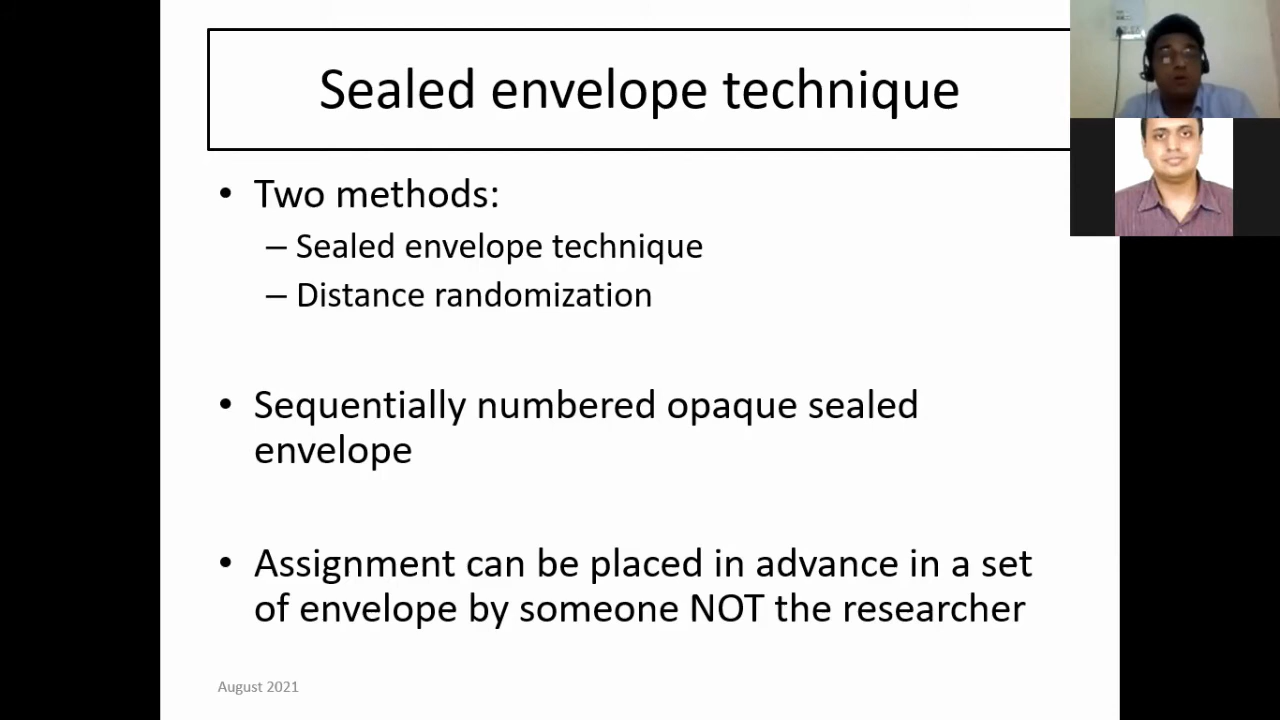 Sealed envelope technique
• Two methods:
– Sealed envelope technique
– Distance randomization
• Sequentially numbered opaque sealed
envelope
• Assignment can be placed in advance in a set
of envelope by someone NOT the researcher
August 2021